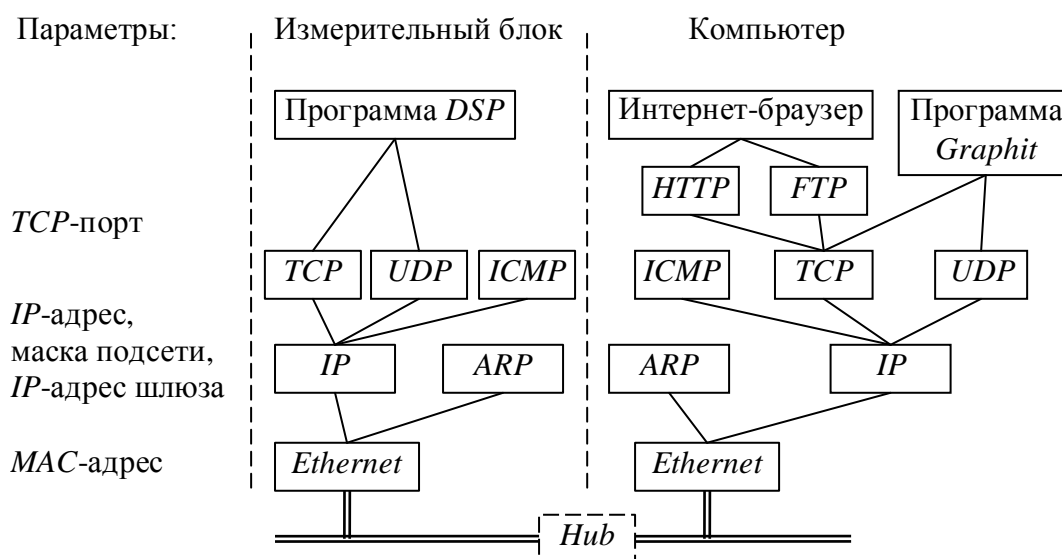 Параметры:
Измерительный блок
Компьютер
Программа DSP
Интернет-браузер
Программа
Graphit
HTTP
FTP
TCP-порт
TCP
UDP
ICMP
ICMP
TCP
UDP
IP-адрес,
маска подсети,
IP-адрес шлюза
IP
ARP
ARP
IP
MAC-адрес
Ethernet
Ethernet
Hub